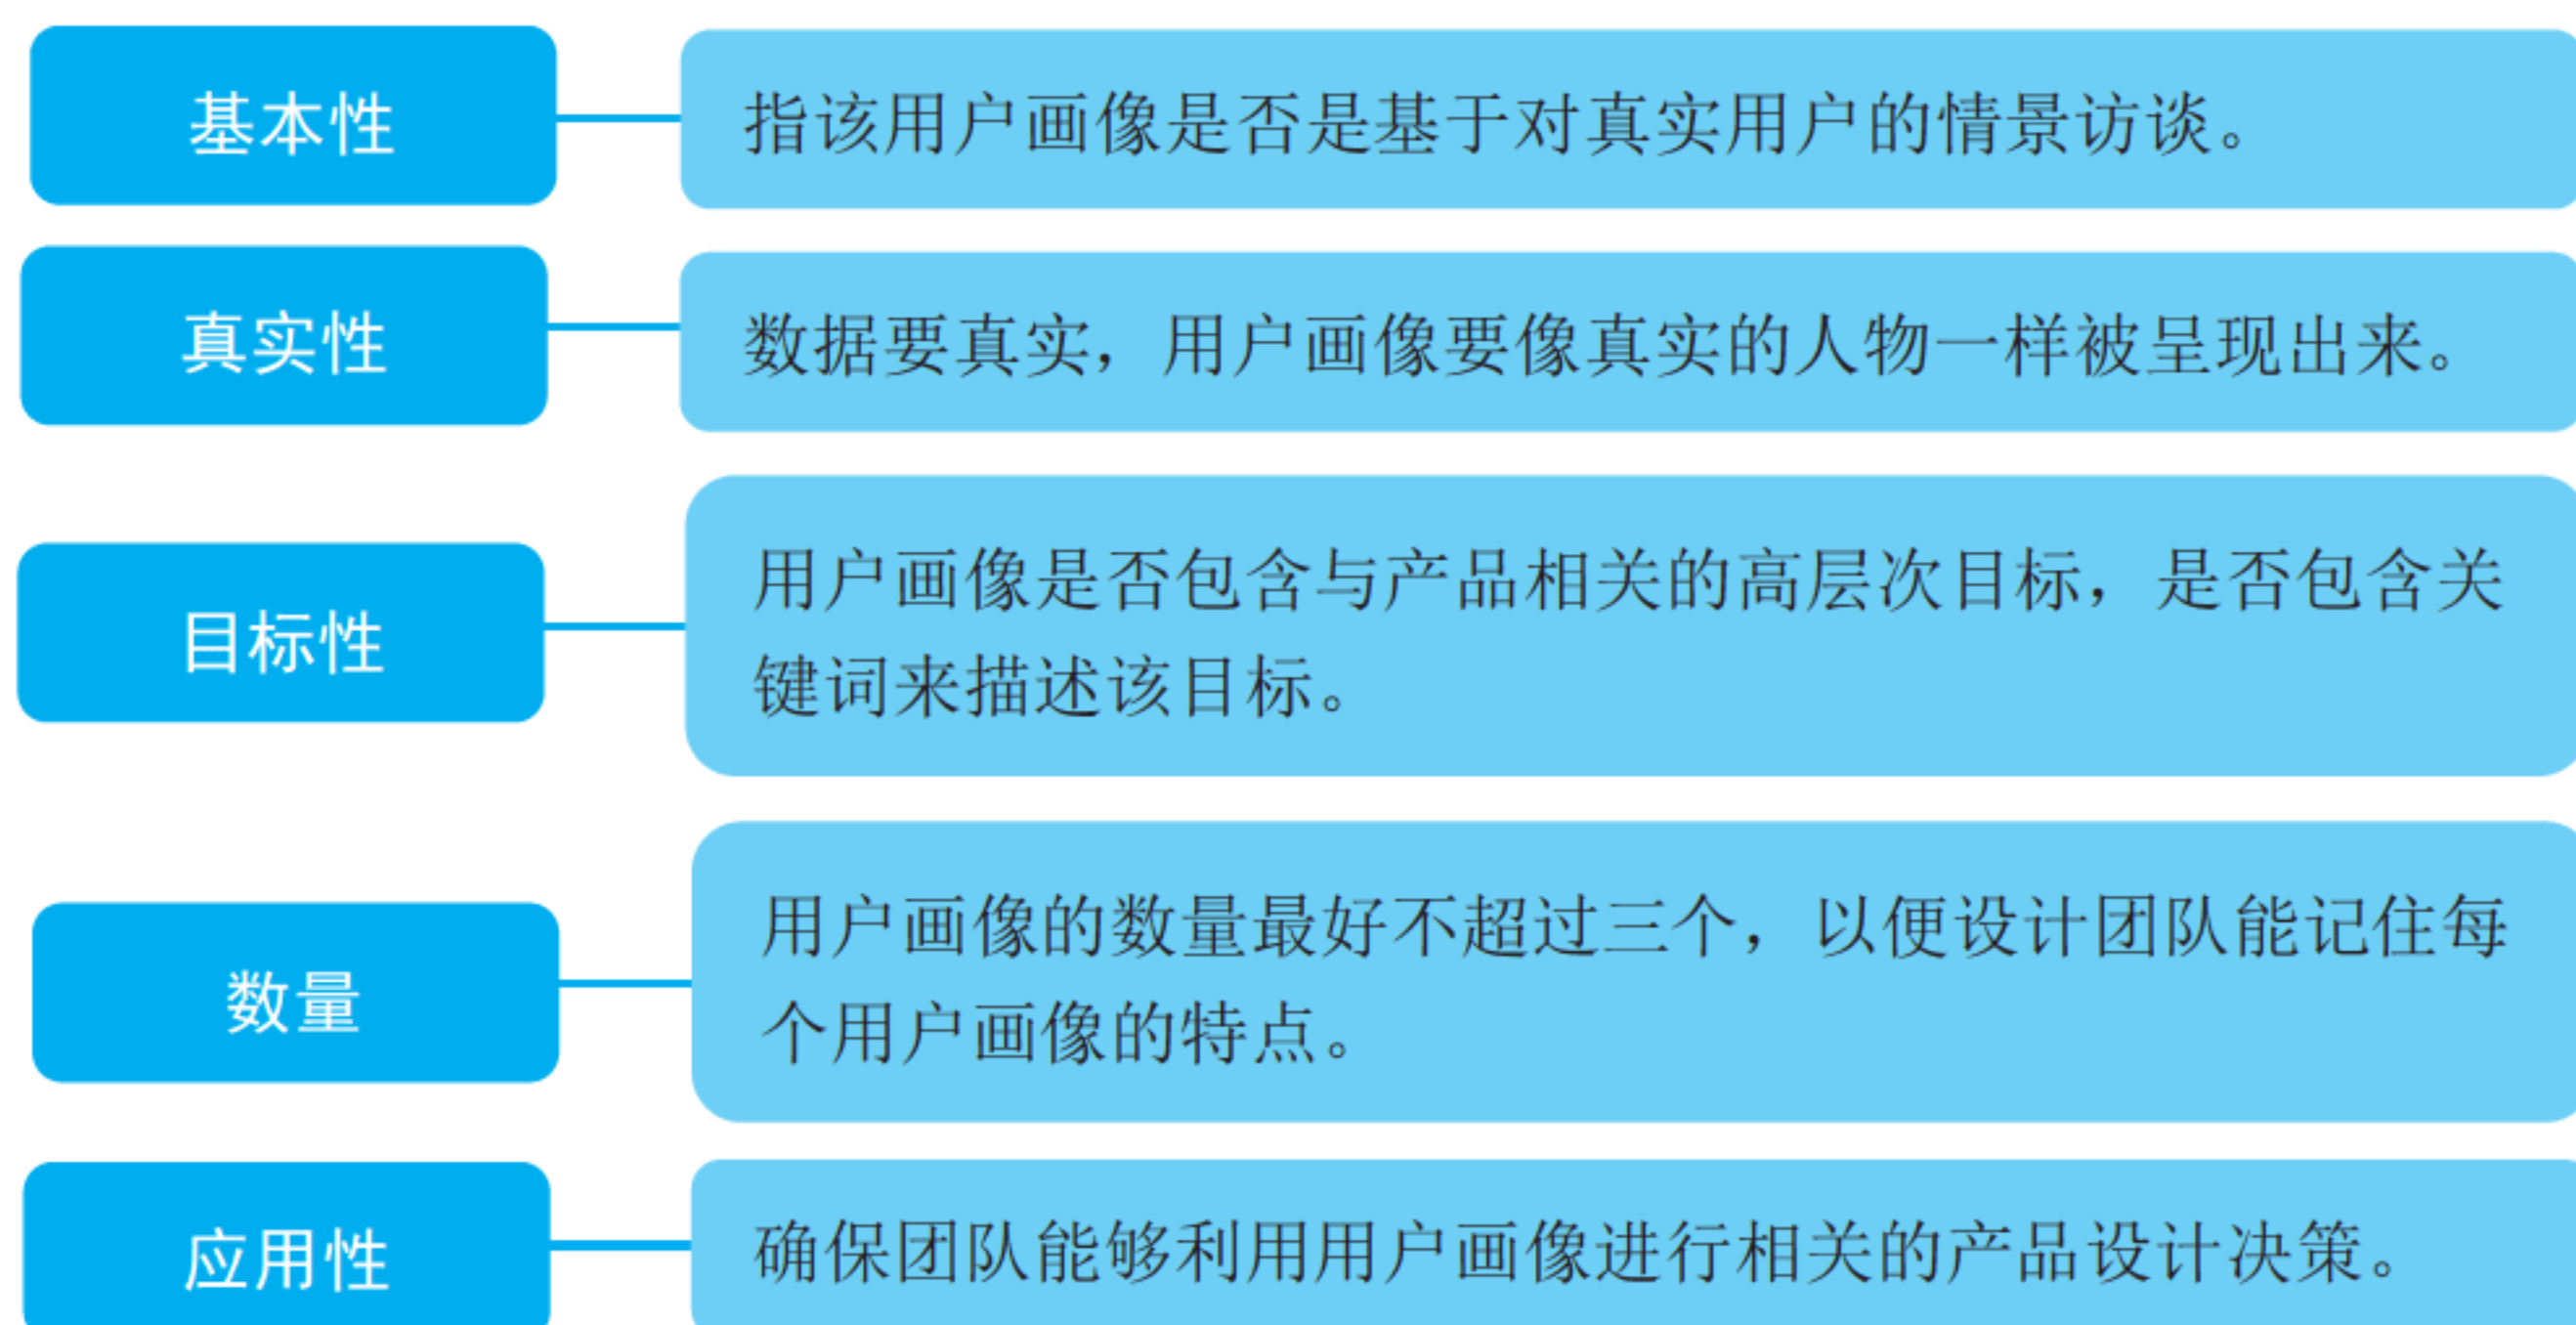 基本性
指该用户画像是否是基于对真实用户的情景访谈。
真实性
数据要真实，用户画像要像真实的人物一样被呈现出来。
目标性
用户画像是否包含与产品相关的高层次目标，是否包含关
键词来描述该目标。
数量
用户画像的数量最好不超过三个，以便设计团队能记住每
个用户画像的特点。
应用性
确保团队能够利用用户画像进行相关的产品设计决策。